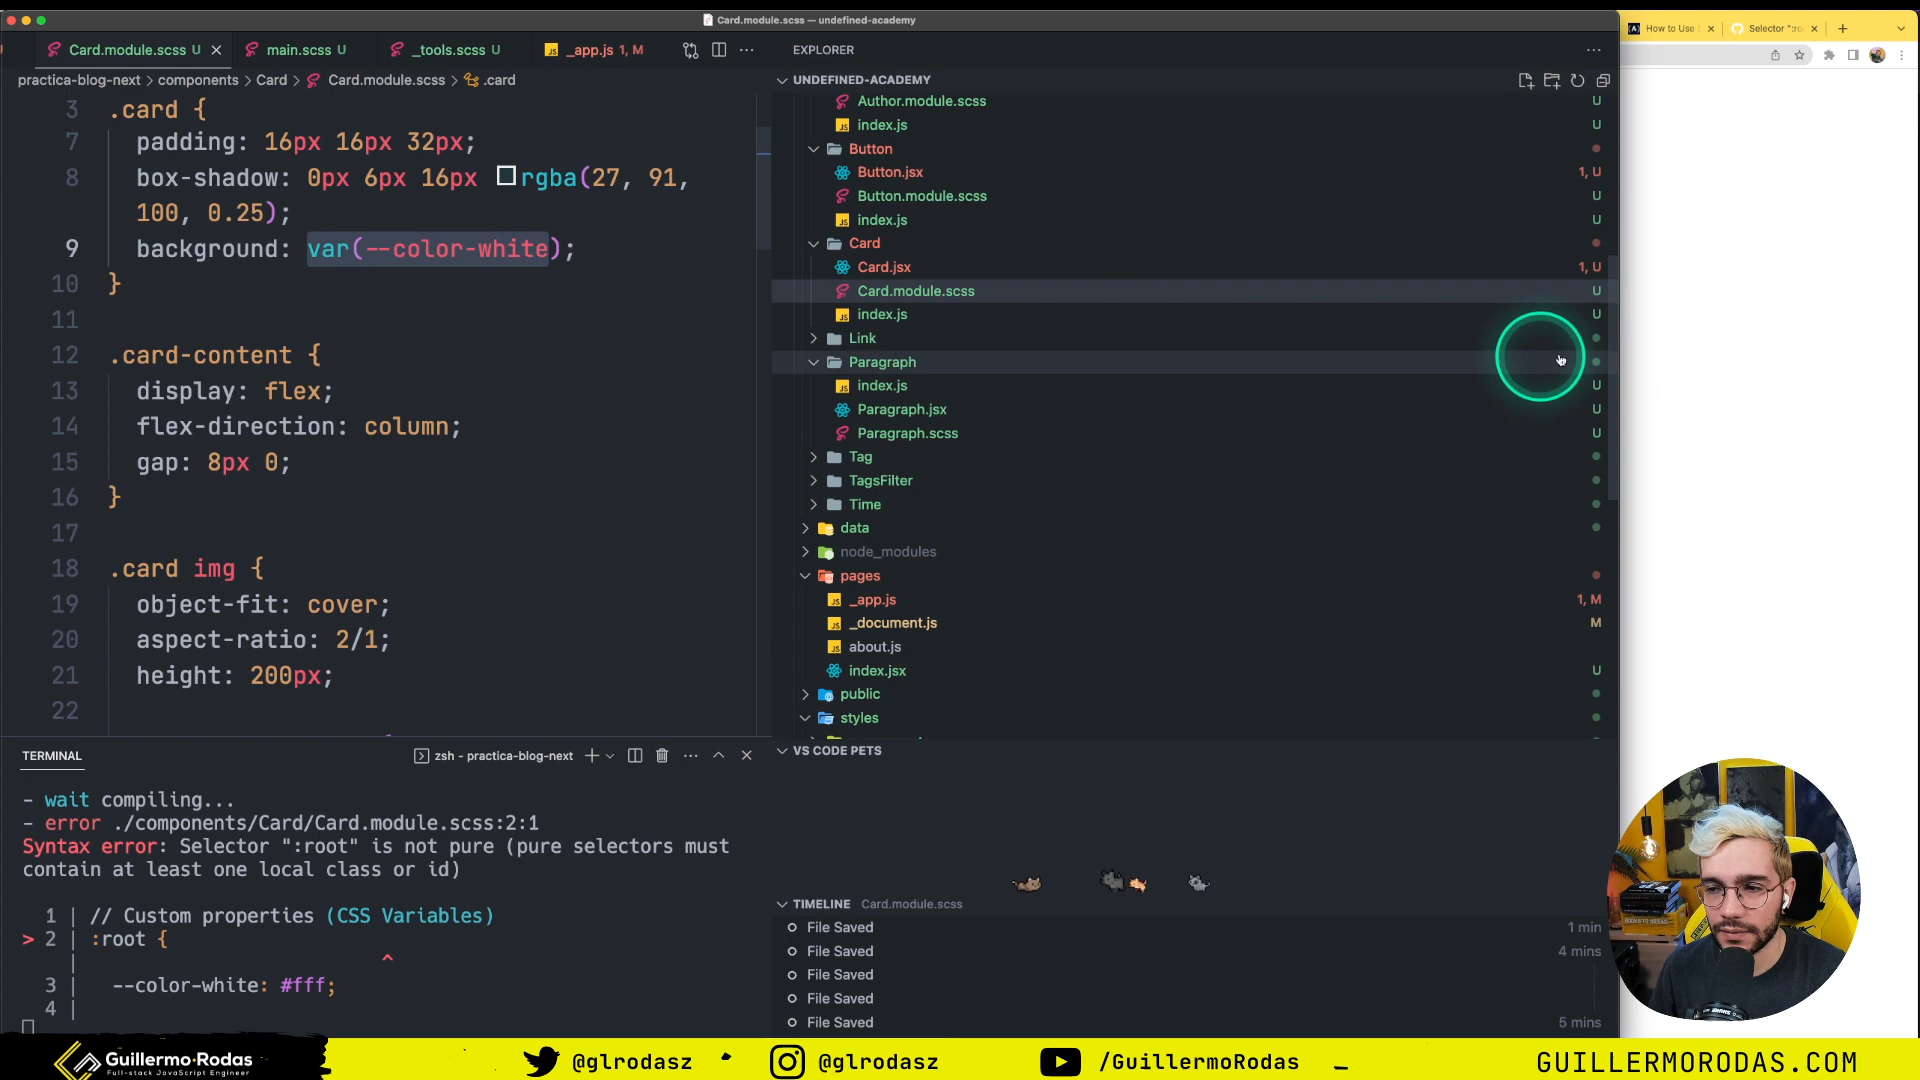 Card.module.scss — undefined-academy
How to Use
Selector ":ro
Card.module.scss U
main.scss U
_tools.scss U
_app.js 1, M
EXPLORER
practica-blog-next > components > Card > Card.module.scss > .card
UNDEFINED-ACADEMY
3 .card {
7 padding: 16px 16px 32px;
8 box-shadow: 0px 6px 16px rgba(27, 91,
100, 0.25);
9 background: var(--color-white);
10 }
11
12 .card-content {
13 display: flex;
14 flex-direction: column;
15 gap: 8px 0;
16 }
17
18 .card img {
19 object-fit: cover;
20 aspect-ratio: 2/1;
21 height: 200px;
22
Author.module.scss U
index.js U
Button
Button.jsx 1, U
Button.module.scss U
index.js U
Card
Card.jsx 1, U
Card.module.scss U
index.js U
Link
Paragraph
index.js U
Paragraph.jsx U
Paragraph.scss U
Tag
TagsFilter
Time
data
node_modules
pages
_app.js 1, M
_document.js M
about.js
index.jsx U
public
styles
TERMINAL
zsh - practica-blog-next
- wait compiling...
- error ./components/Card/Card.module.scss:2:1
Syntax error: Selector ":root" is not pure (pure selectors must
contain at least one local class or id)
1 | // Custom properties (CSS Variables)
> 2 | :root {
| ^
3 | --color-white: #fff;
4 |
VS CODE PETS
TIMELINE Card.module.scss
File Saved 1 min
File Saved 4 mins
File Saved
File Saved
File Saved 5 mins
Guillermo·Rodas
Full-stack JavaScript Engineer
@glrodasz
@glrodasz
/GuillermoRodas
GUILLERMORODAS.COM